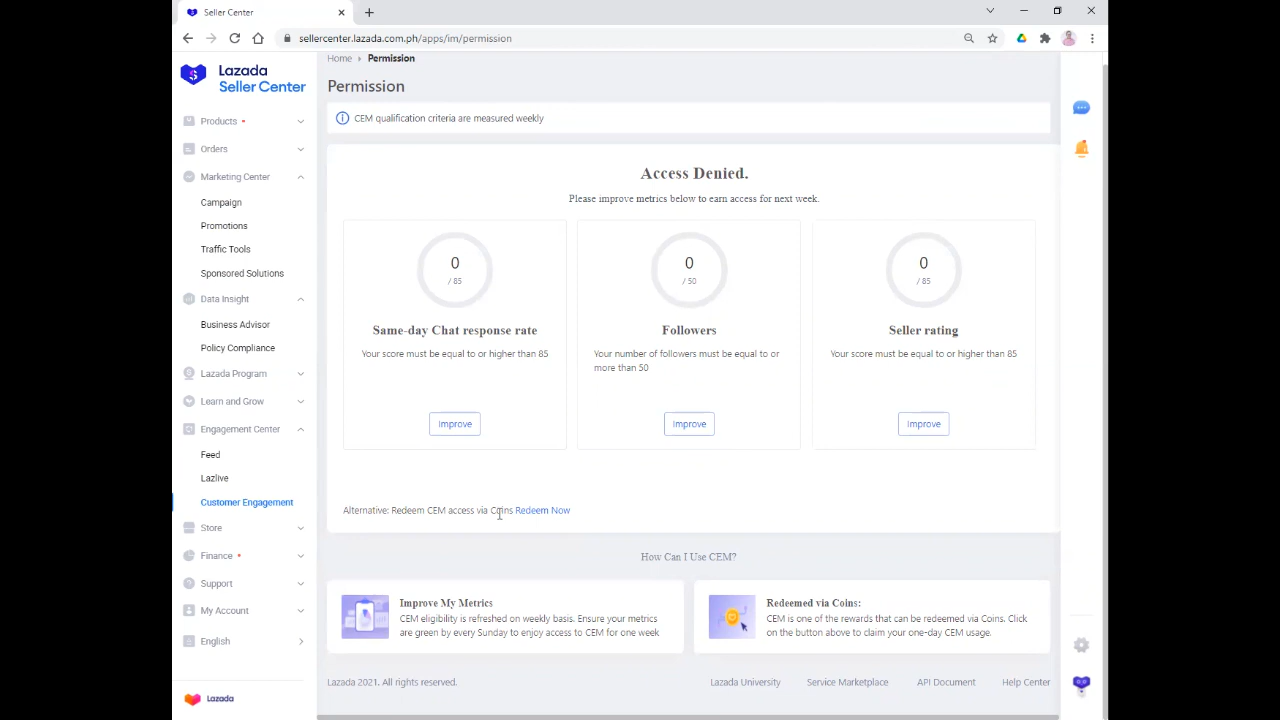 Seller Center
sellercenter.lazada.com.ph/apps/im/permission
Lazada
Seller Center
Products
Orders
Marketing Center
Campaign
Promotions
Traffic Tools
Sponsored Solutions
Data Insight
Business Advisor
Policy Compliance
Lazada Program
Learn and Grow
Engagement Center
Feed
Lazlive
Customer Engagement
Store
Finance
Support
My Account
English
Lazada
Home > Permission
Permission
CEM qualification criteria are measured weekly
Access Denied.
Please improve metrics below to earn access for next week.
0
/ 85
Same-day Chat response rate
Your score must be equal to or higher than 85
Improve
0
/ 50
Followers
Your number of followers must be equal to or
more than 50
Improve
0
/ 85
Seller rating
Your score must be equal to or higher than 85
Improve
Alternative: Redeem CEM access via Coins Redeem Now
How Can I Use CEM?
Improve My Metrics
CEM eligibility is refreshed on weekly basis. Ensure your metrics
are green by every Sunday to enjoy access to CEM for one week
Redeemed via Coins:
CEM is one of the rewards that can be redeemed via Coins. Click
on the button above to claim your one-day CEM usage.
Lazada 2021. All rights reserved.
Lazada University Service Marketplace API Document Help Center